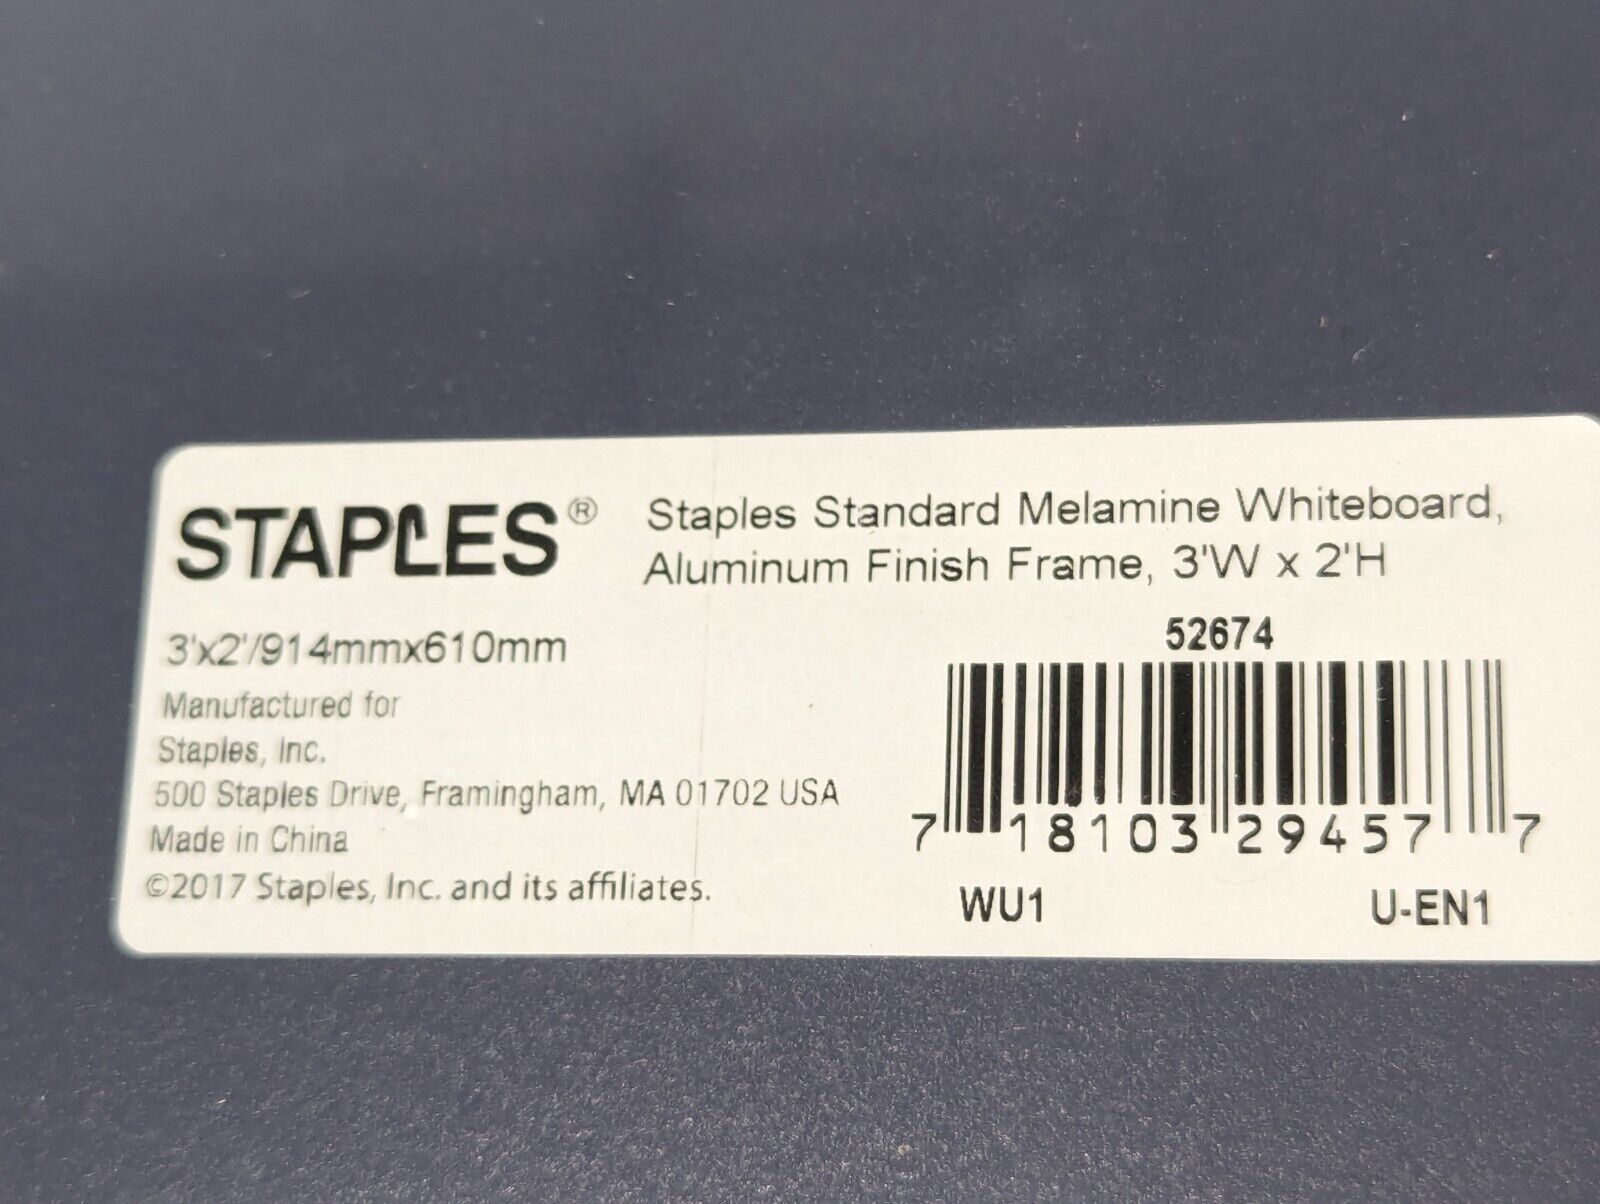 STAPLES®
Staples Standard Melamine Whiteboard,
Aluminum Finish Frame, 3'W x 2'H
3'x2'/914mmx610mm
Manufactured for
Staples, Inc.
500 Staples Drive, Framingham, MA 01702 USA
Made in China
©2017 Staples, Inc. and its affiliates.
52674
7 18103 29457 7
WU1 U-EN1